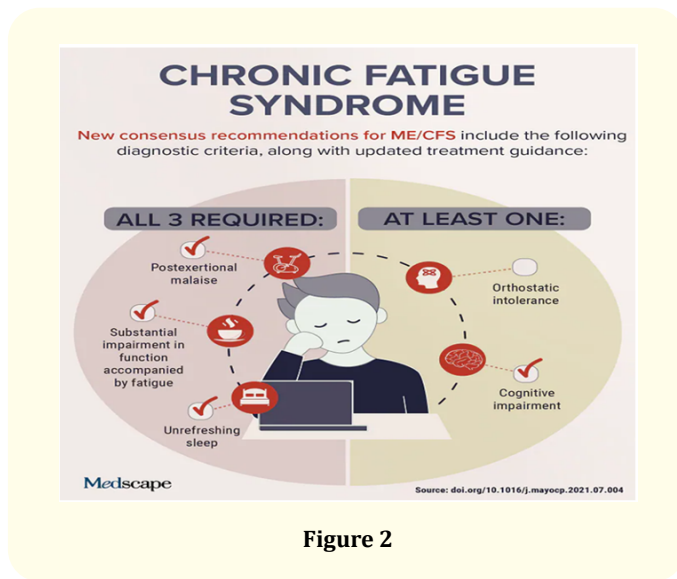 CHRONIC FATIGUE
SYNDROME
New consensus recommendations for ME/CFS include the following
diagnostic criteria, along with updated treatment guidance:
ALL 3 REQUIRED:
Postexertional
malaise
Substantial
impairment in
function
accompanied
by fatigue
Unrefreshing
sleep
AT LEAST ONE:
Orthostatic
intolerance
Cognitive
impairment
Medscape
Source: doi.org/10.1016/j.mayocp.2021.07.004
Figure 2